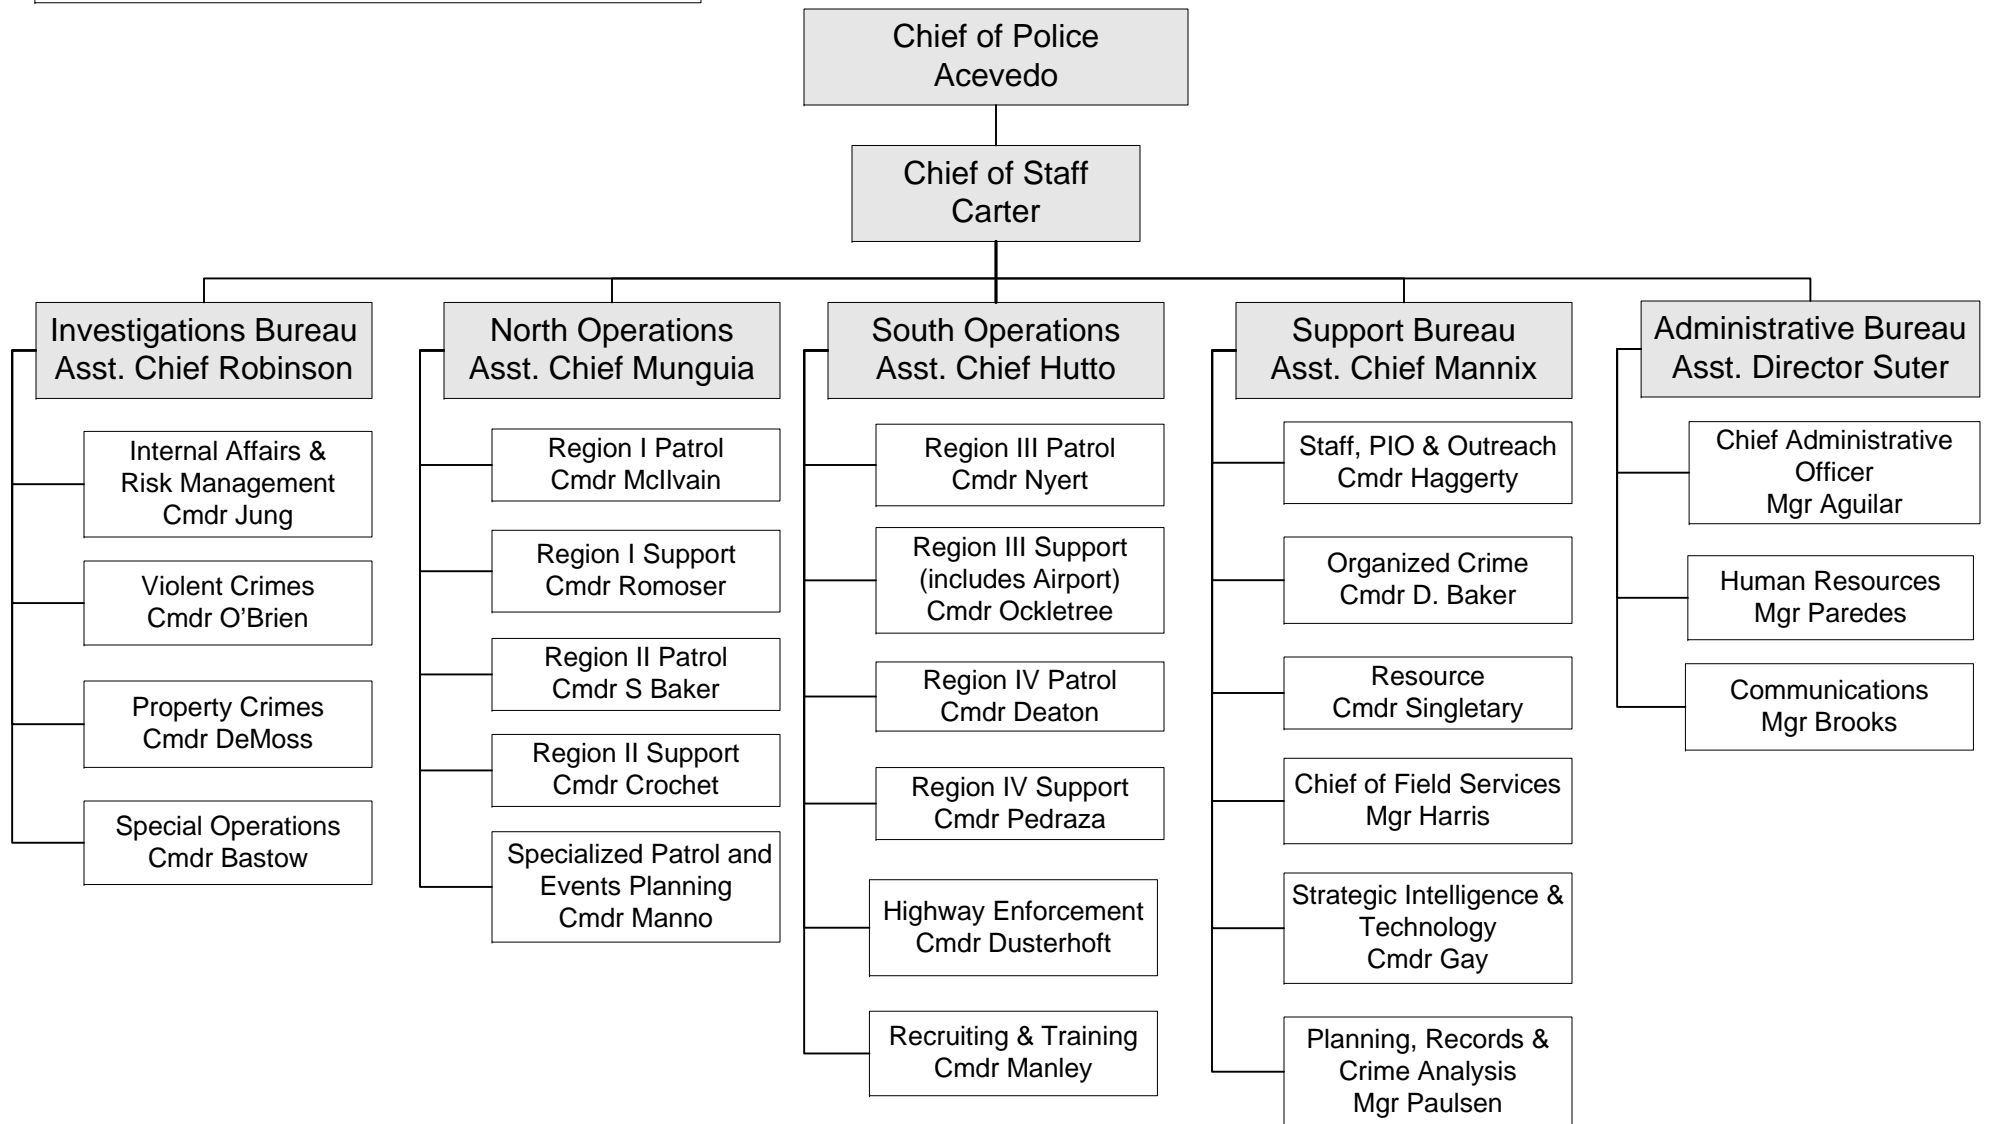 Chief of Police
Acevedo
Chief of Staff
Carter
Investigations Bureau
Asst. Chief Robinson
Internal Affairs &
Risk Management
Cmdr Jung
Violent Crimes
Cmdr O’Brien
Property Crimes
Cmdr DeMoss
Special Operations
Cmdr Bastow
North Operations
Asst. Chief Munguia
Region I Patrol
Cmdr McIlvain
Region I Support
Cmdr Romoser
Region II Patrol
Cmdr S Baker
Region II Support
Cmdr Crochet
Specialized Patrol and
Events Planning
Cmdr Manno
South Operations
Asst. Chief Hutto
Region III Patrol
Cmdr Nyert
Region III Support
(includes Airport)
Cmdr Ockletree
Region IV Patrol
Cmdr Deaton
Region IV Support
Cmdr Pedraza
Highway Enforcement
Cmdr Dusterhoft
Recruiting & Training
Cmdr Manley
Support Bureau
Asst. Chief Mannix
Staff, PIO & Outreach
Cmdr Haggerty
Organized Crime
Cmdr D. Baker
Resource
Cmdr Singletary
Chief of Field Services
Mgr Harris
Strategic Intelligence &
Technology
Cmdr Gay
Planning, Records &
Crime Analysis
Mgr Paulsen
Administrative Bureau
Asst. Director Suter
Chief Administrative
Officer
Mgr Aguilar
Human Resources
Mgr Paredes
Communications
Mgr Brooks